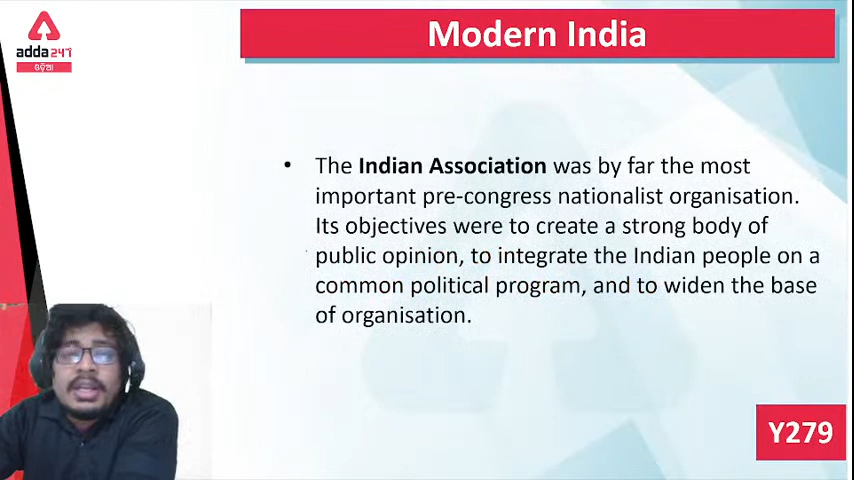 adda 247
ଓଡ଼ିଆ
Modern India
• The Indian Association was by far the most
important pre-congress nationalist organisation.
Its objectives were to create a strong body of
public opinion, to integrate the Indian people on a
common political program, and to widen the base
of organisation.
Y279